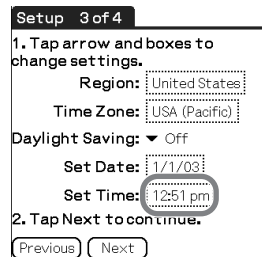 Setup 3 of 4
1. Tap arrow and boxes to
change settings.
Region: United States
Time Zone: USA (Pacific)
Daylight Saving: Off
Set Date: 1/1/03
Set Time: 12:51 pm
2. Tap Next to continue.
Previous Next